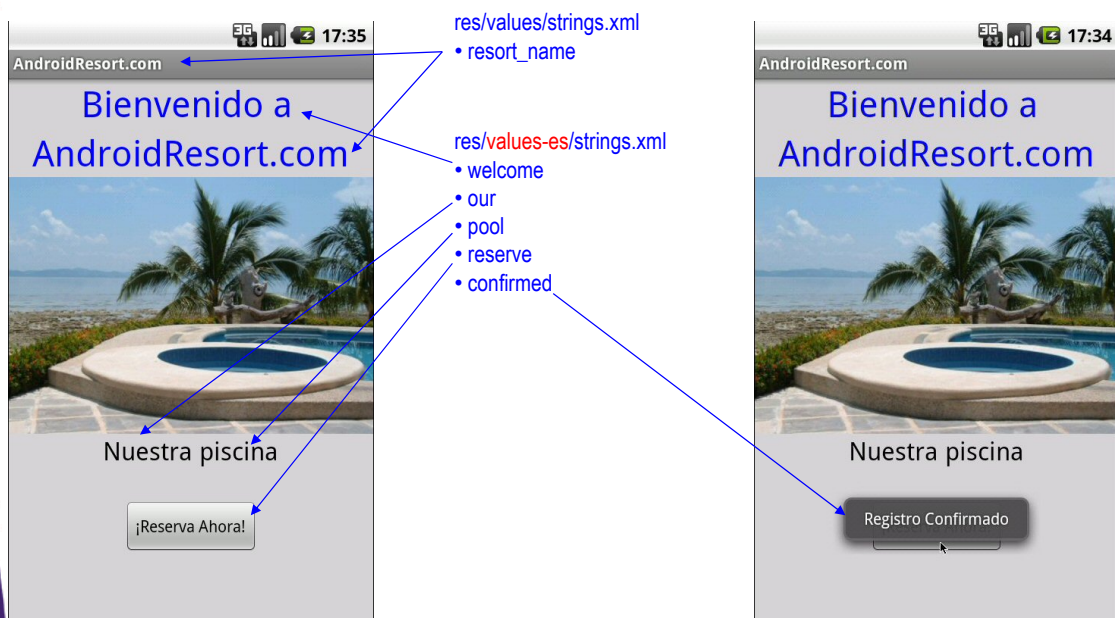 3G 17:35
AndroidResort.com
Bienvenido a
AndroidResort.com
Nuestra piscina
¡Reserva Ahora!
res/values/strings.xml
• resort_name
res/values-es/strings.xml
• welcome
• our
• pool
• reserve
• confirmed
3G 17:34
AndroidResort.com
Bienvenido a
AndroidResort.com
Nuestra piscina
Registro Confirmado